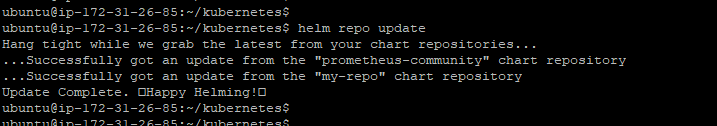 ubuntu@ip-172-31-26-85:~/kubernetes$
ubuntu@ip-172-31-26-85:~/kubernetes$ helm repo update
Hang tight while we grab the latest from your chart repositories...
...Successfully got an update from the "prometheus-community" chart repository
...Successfully got an update from the "my-repo" chart repository
Update Complete. ▯Happy Helming!▯
ubuntu@ip-172-31-26-85:~/kubernetes$
ubuntu@ip-172-31-26-85:~/kubernetes$